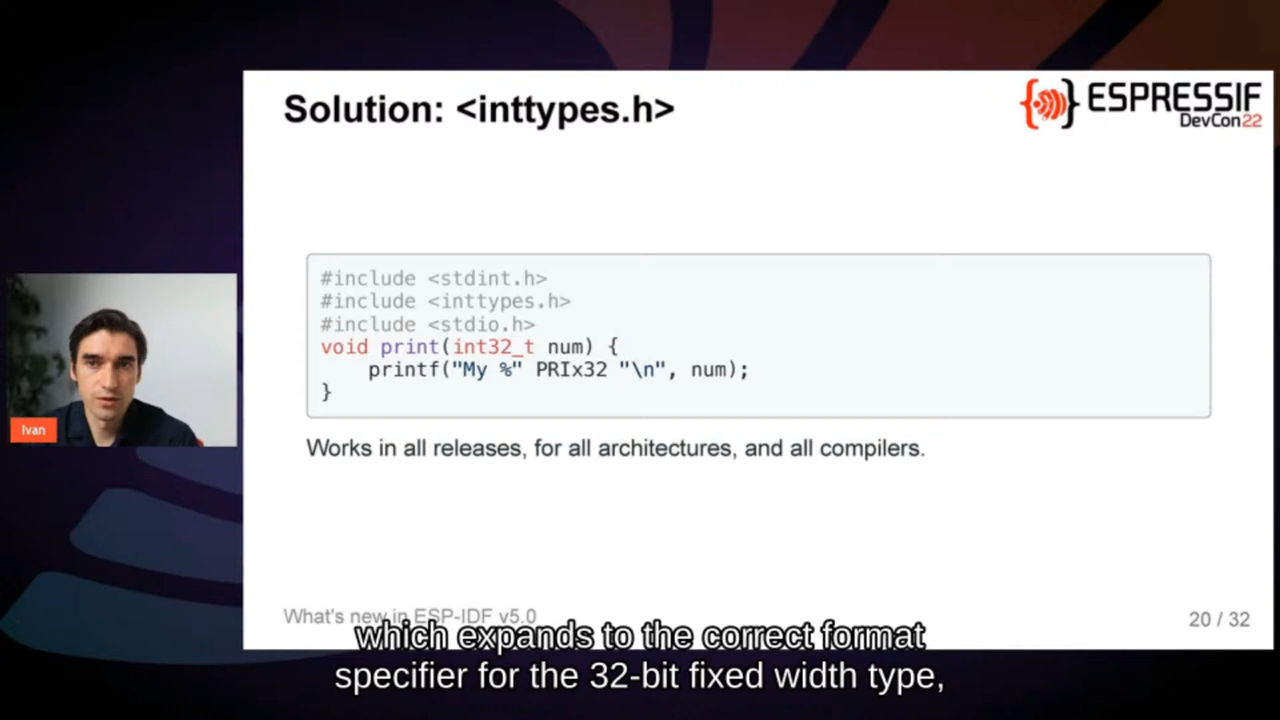 Solution: <inttypes.h>
{ } ESPRESSIF
DevCon22
#include <stdint.h>
#include <inttypes.h>
#include <stdio.h>
void print(int32_t num) {
    printf("My %" PRIx32 "\n", num);
}
Ivan
Works in all releases, for all architectures, and all compilers.
What's new in ESP-IDF v5.0
20 / 32
which expands to the correct format
specifier for the 32-bit fixed width type,